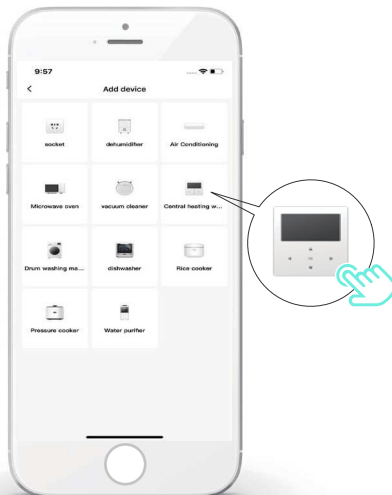 9:57
Add device
socket
dehumidifier
Air Conditioning
Microwave oven
vacuum cleaner
Central heating w...
Drum washing ma...
dishwasher
Rice cooker
Pressure cooker
Water purifier